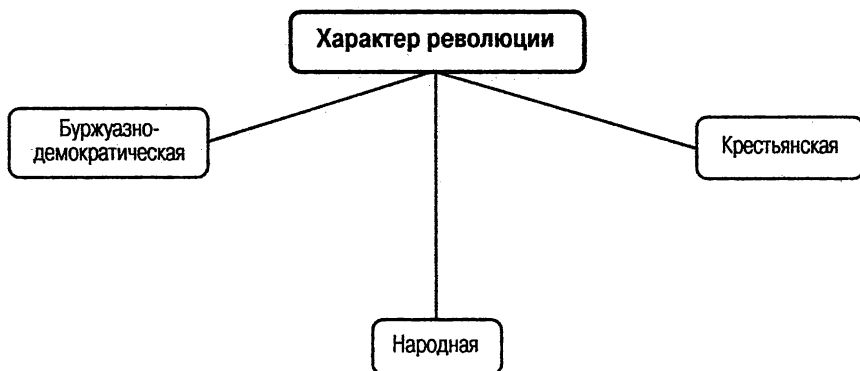 Характер революции
Буржуазно-
демократическая
Крестьянская
Народная